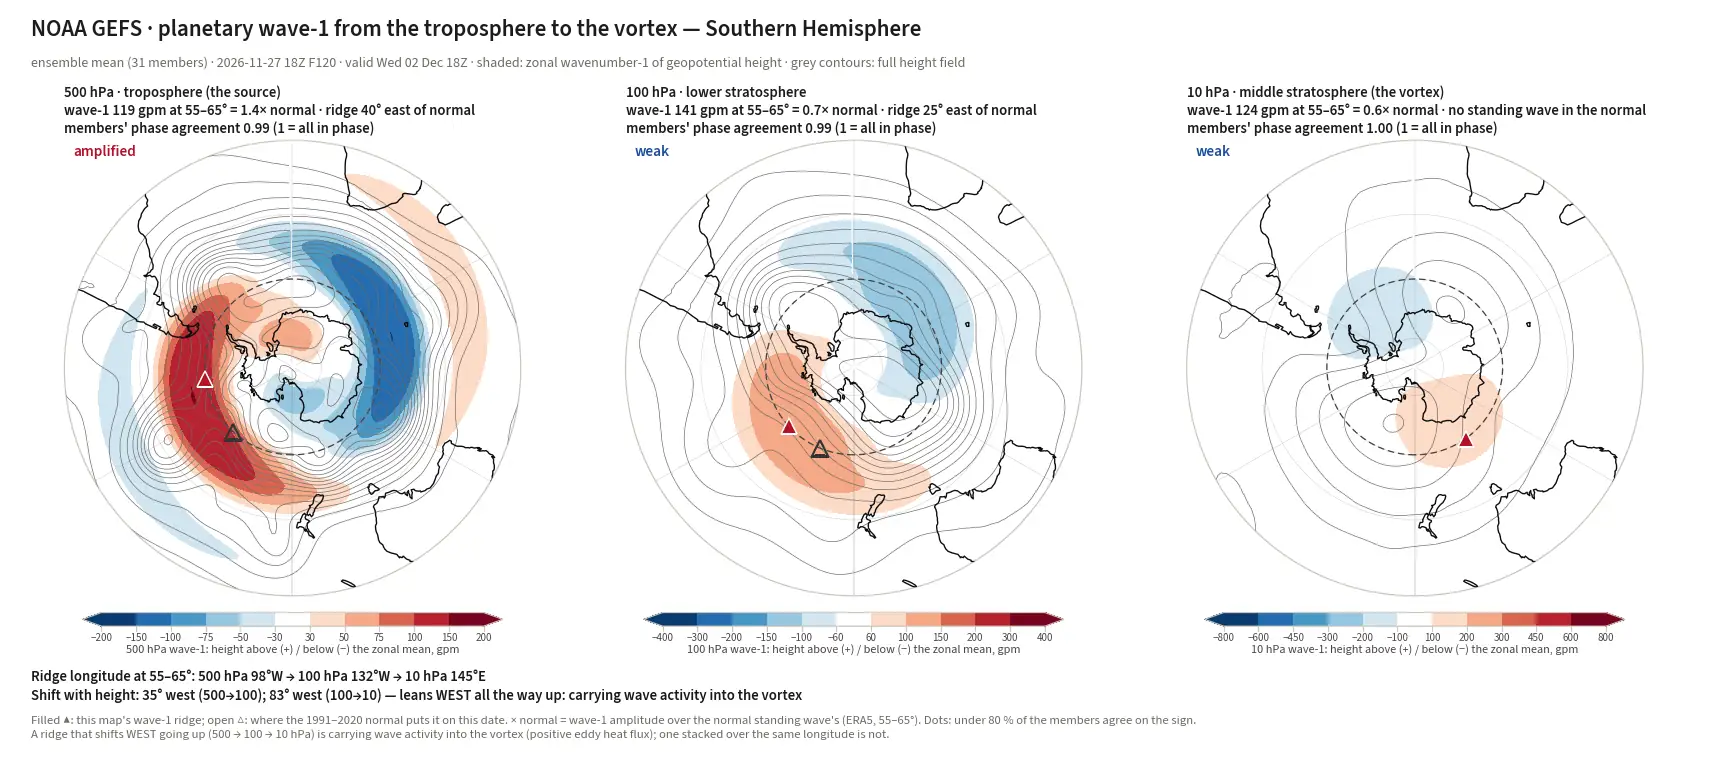 NOAA GEFS · planetary wave-1 from the troposphere to the vortex — Southern Hemisphere
ensemble mean (31 members) · 2026-11-27 18Z F120 · valid Wed 02 Dec 18Z · shaded: zonal wavenumber-1 of geopotential height · grey contours: full height field
500 hPa · troposphere (the source)
wave-1 119 gpm at 55–65° = 1.4× normal · ridge 40° east of normal
members' phase agreement 0.99 (1 = all in phase)
amplified
100 hPa · lower stratosphere
wave-1 141 gpm at 55–65° = 0.7× normal · ridge 25° east of normal
members' phase agreement 0.99 (1 = all in phase)
weak
10 hPa · middle stratosphere (the vortex)
wave-1 124 gpm at 55–65° = 0.6× normal · no standing wave in the normal
members' phase agreement 1.00 (1 = all in phase)
weak
−200 −150 −100 −75 −50 −30 30 50 75 100 150 200
500 hPa wave-1: height above (+) / below (−) the zonal mean, gpm
−400 −300 −200 −150 −100 −60 60 100 150 200 300 400
100 hPa wave-1: height above (+) / below (−) the zonal mean, gpm
−800 −600 −450 −300 −200 −100 100 200 300 450 600 800
10 hPa wave-1: height above (+) / below (−) the zonal mean, gpm
Ridge longitude at 55–65°: 500 hPa 98°W → 100 hPa 132°W → 10 hPa 145°E
Shift with height: 35° west (500→100); 83° west (100→10) — leans WEST all the way up: carrying wave activity into the vortex
Filled ▲: this map's wave-1 ridge; open △: where the 1991–2020 normal puts it on this date. × normal = wave-1 amplitude over the normal standing wave's (ERA5, 55–65°). Dots: under 80 % of the members agree on the sign.
A ridge that shifts WEST going up (500 → 100 → 10 hPa) is carrying wave activity into the vortex (positive eddy heat flux); one stacked over the same longitude is not.